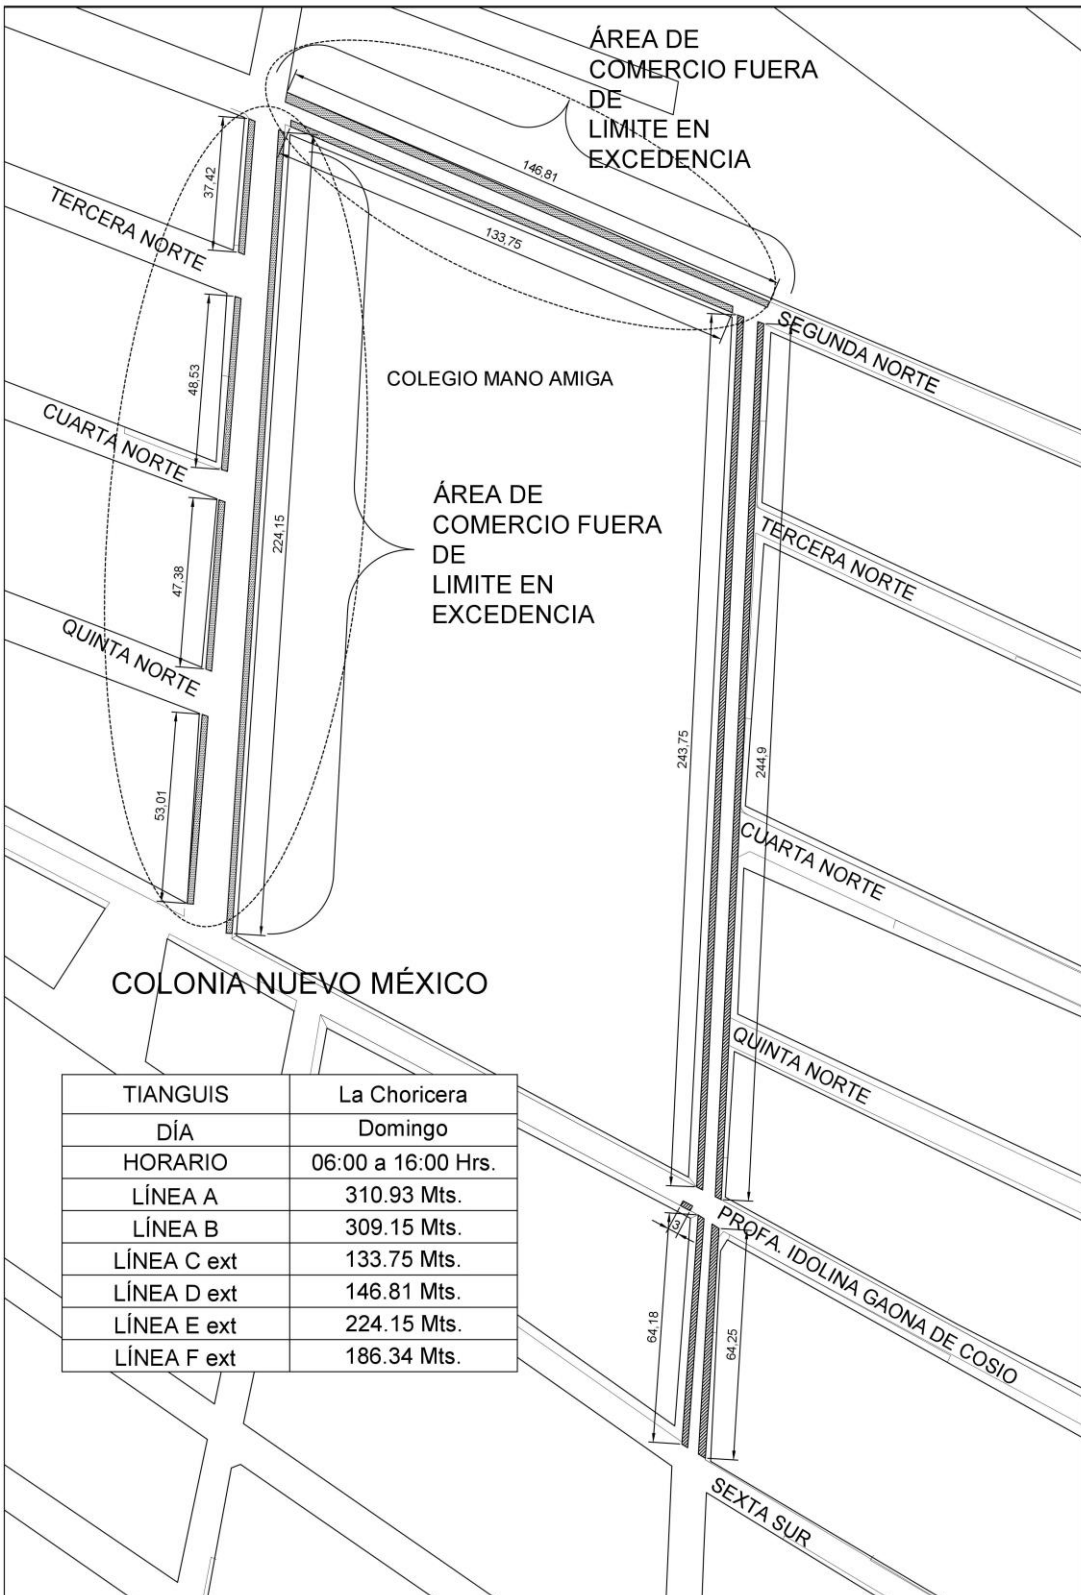 ÁREA DE
COMERCIO FUERA
DE
LIMITE EN
EXCEDENCIA
146,81
133,75
37,42
TERCERA NORTE
SEGUNDA NORTE
48,53
COLEGIO MANO AMIGA
CUARTA NORTE
ÁREA DE
COMERCIO FUERA
DE
LIMITE EN
EXCEDENCIA
224,15
TERCERA NORTE
47,38
QUINTA NORTE
243,75
244,9
53,01
CUARTA NORTE
COLONIA NUEVO MÉXICO
QUINTA NORTE
TIANGUIS La Choricera
DÍA Domingo
HORARIO 06:00 a 16:00 Hrs.
LÍNEA A 310.93 Mts.
LÍNEA B 309.15 Mts.
LÍNEA C ext 133.75 Mts.
LÍNEA D ext 146.81 Mts.
LÍNEA E ext 224.15 Mts.
LÍNEA F ext 186.34 Mts.
3
PROFA. IDOLINA GAONA DE COSIO
64,18
64,25
SEXTA SUR